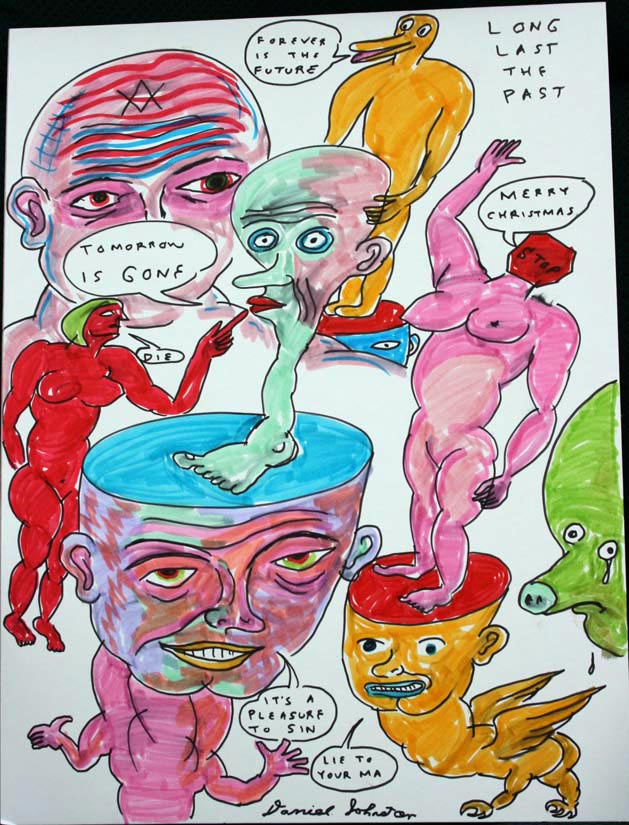 LONG
LAST
THE
PAST
FOREVER
IS THE
FUTURE
MERRY
CHRISTMAS
STOP
TOMORROW
IS GONE
DIE
IT'S A
PLEASURE
TO SIN
LIE TO
YOUR MA
Daniel Johnston